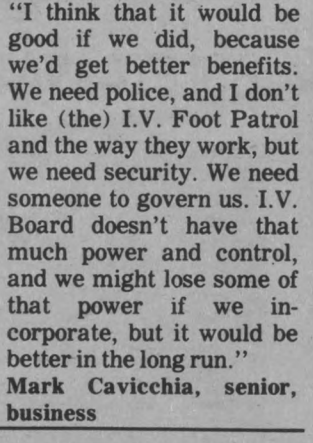 “I think that it would be
good if we did, because
we’d get better benefits.
We need police, and I don’t
like (the) I.V. Foot Patrol
and the way they work, but
we need security. We need
someone to govern us. I.V.
Board doesn’t have that
much power and control,
and we might lose some of
that power if we in-
corporate, but it would be
better in the long run.”
Mark Cavicchia, senior,
business